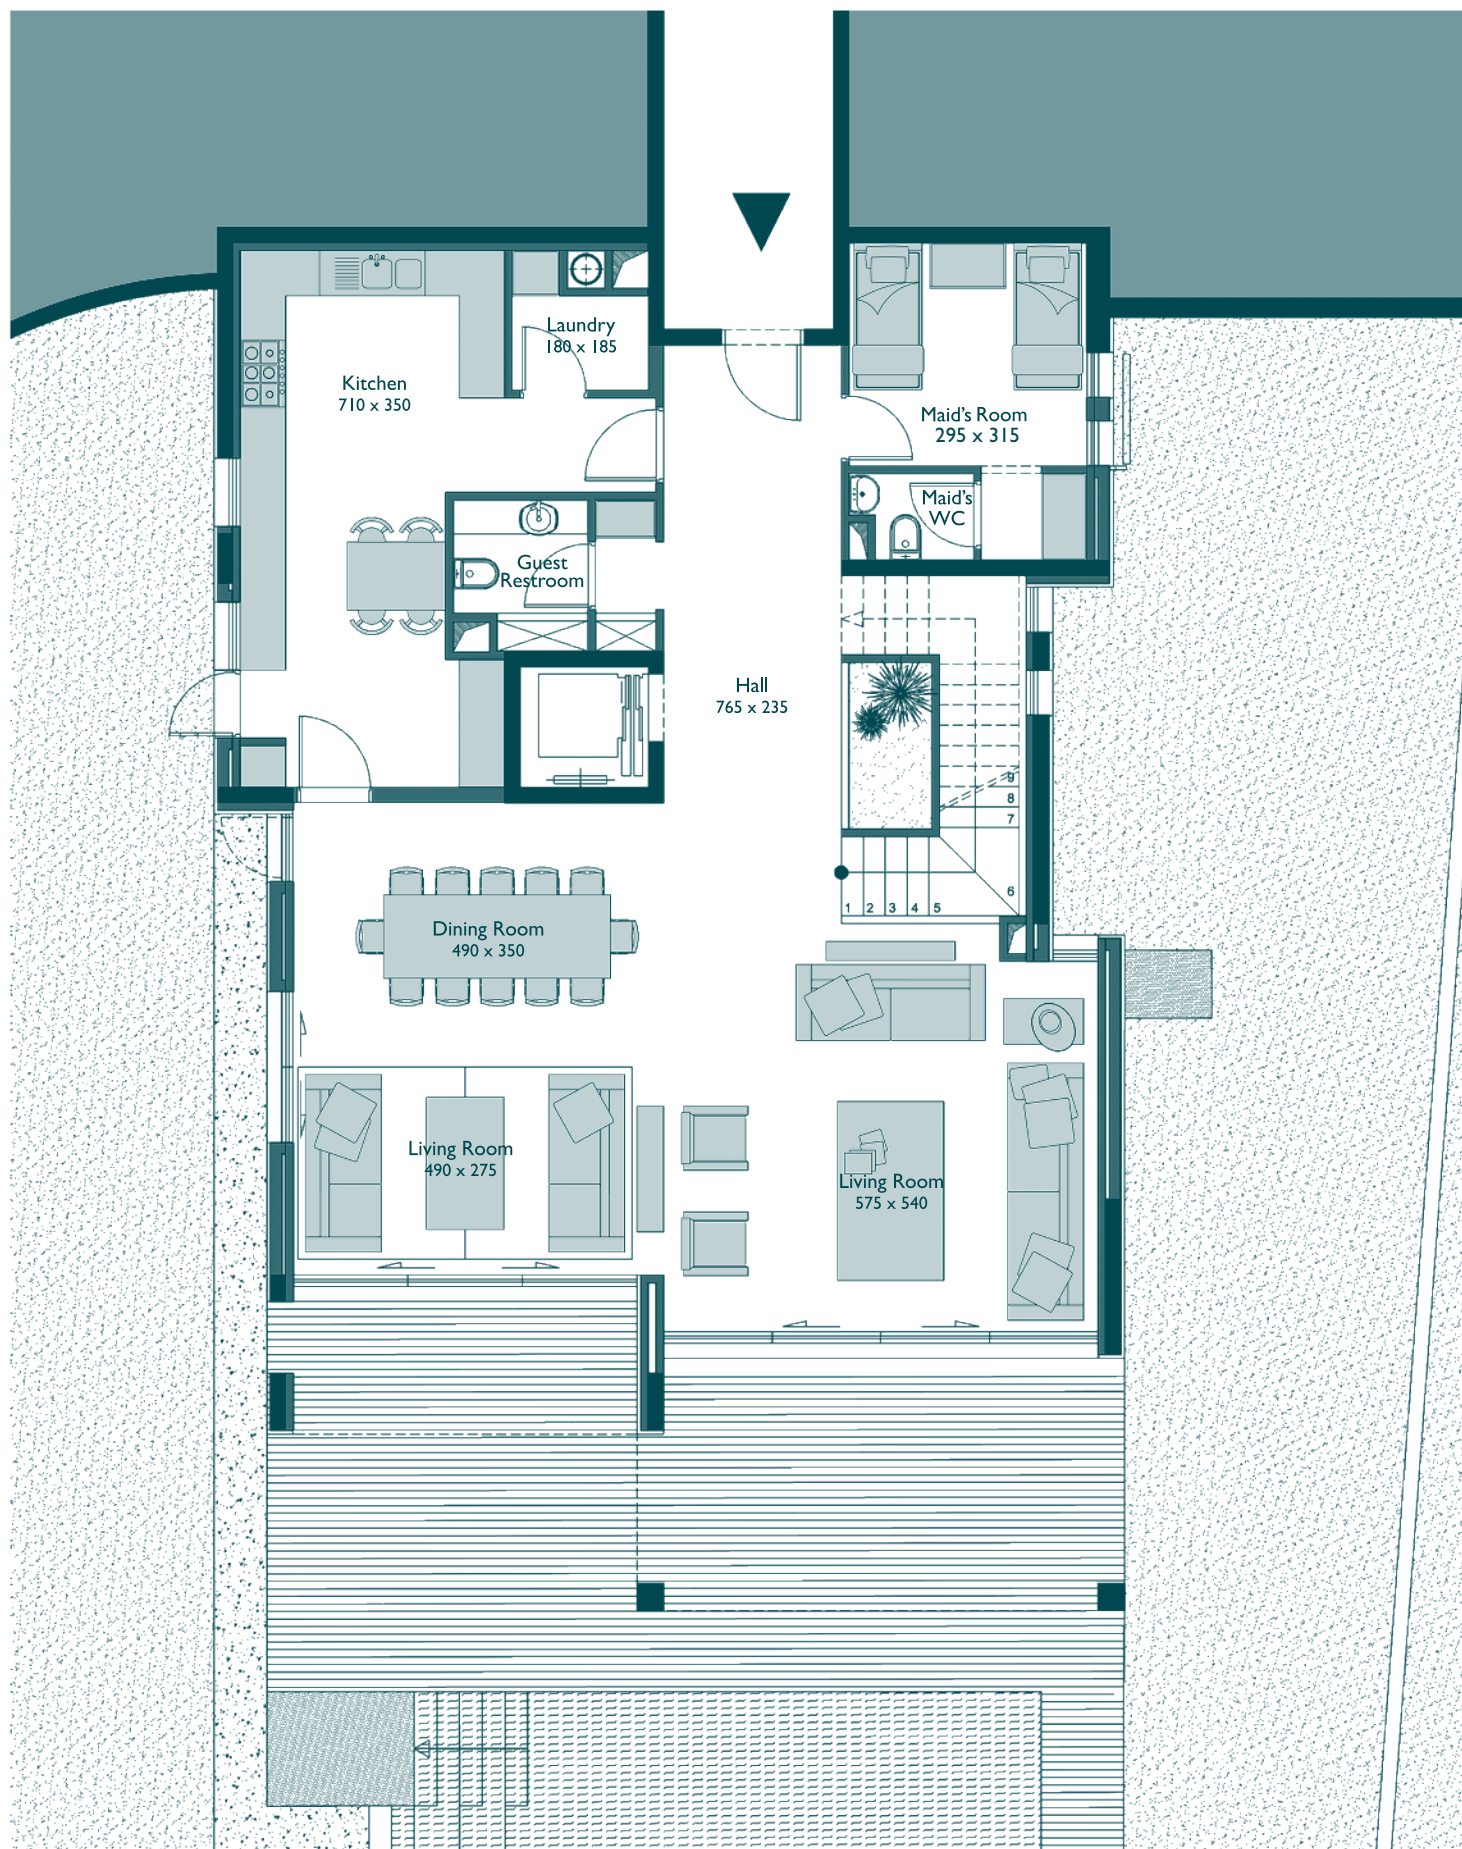 Laundry
180 x 185
Kitchen
710 x 350
Maid's Room
295 x 315
Maid's
WC
Guest
Restroom
Hall
765 x 235
9
8
7
6
1 2 3 4 5
Dining Room
490 x 350
Living Room
490 x 275
Living Room
575 x 540